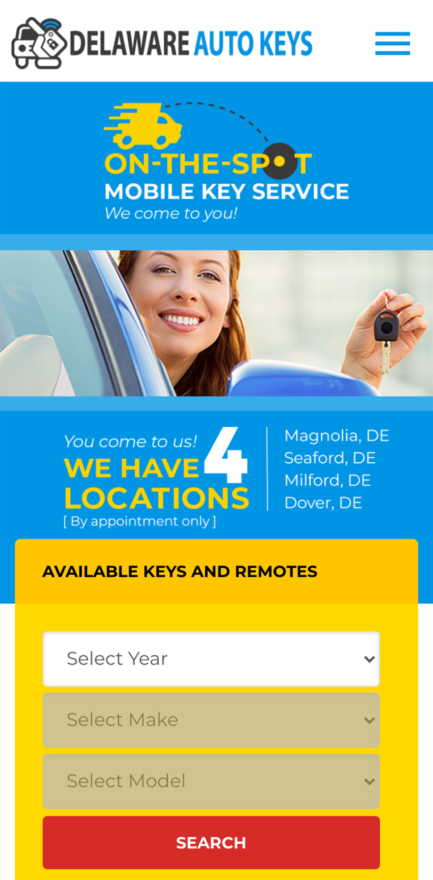 DELAWARE AUTO KEYS
ON-THE-SPOT
MOBILE KEY SERVICE
We come to you!
You come to us!
WE HAVE 4
LOCATIONS
[ By appointment only ]
Magnolia, DE
Seaford, DE
Milford, DE
Dover, DE
AVAILABLE KEYS AND REMOTES
Select Year
Select Make
Select Model
SEARCH